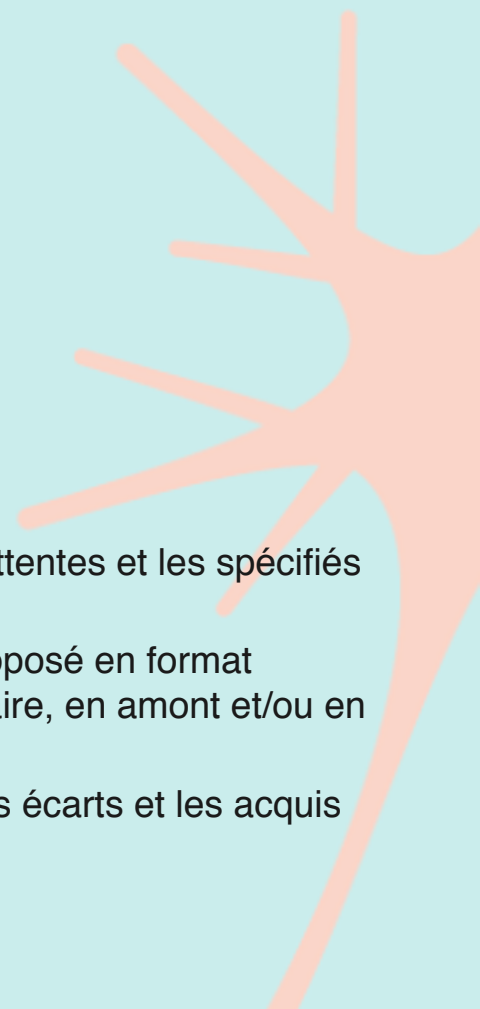 ttentes et les spécifiés
posé en format
ire, en amont et/ou en
s écarts et les acquis